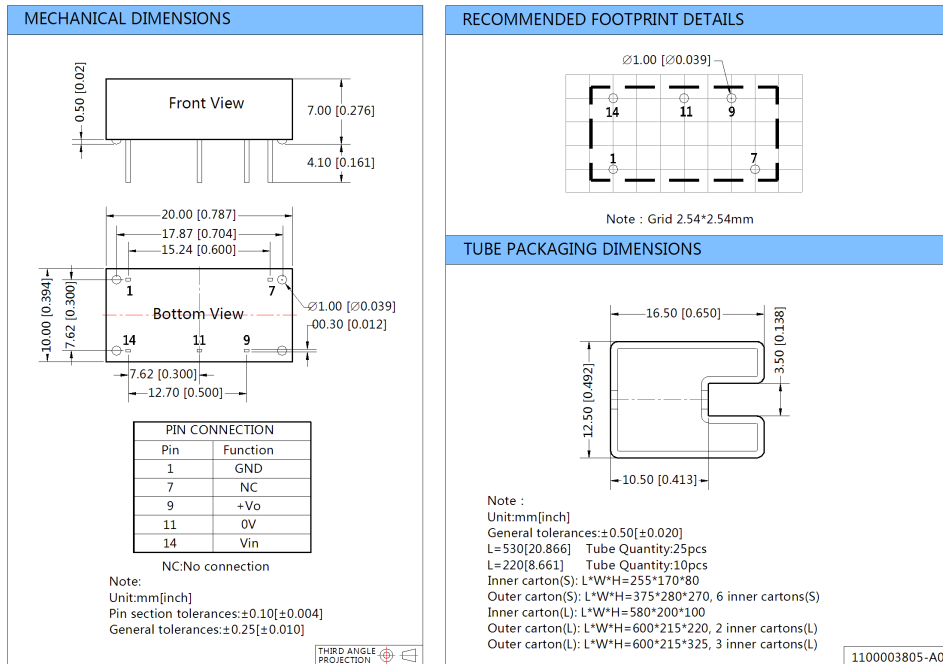 MECHANICAL DIMENSIONS
0.50 [0.02]
Front View
7.00 [0.276]
4.10 [0.161]
20.00 [0.787]
17.87 [0.704]
15.24 [0.600]
10.00 [0.394]
7.62 [0.300]
1
7
Bottom View
Ø1.00 [Ø0.039]
00.30 [0.012]
14
11
9
7.62 [0.300]
12.70 [0.500]
PIN CONNECTION
Pin Function
1 GND
7 NC
9 +Vo
11 0V
14 Vin
NC:No connection
Note:
Unit:mm[inch]
Pin section tolerances:±0.10[±0.004]
General tolerances:±0.25[±0.010]
THIRD ANGLE
PROJECTION
RECOMMENDED FOOTPRINT DETAILS
Ø1.00 [Ø0.039]
14
11
9
1
7
Note : Grid 2.54*2.54mm
TUBE PACKAGING DIMENSIONS
16.50 [0.650]
3.50 [0.138]
12.50 [0.492]
10.50 [0.413]
Note :
Unit:mm[inch]
General tolerances:±0.50[±0.020]
L=530[20.866] Tube Quantity:25pcs
L=220[8.661] Tube Quantity:10pcs
Inner carton(S): L*W*H=255*170*80
Outer carton(S): L*W*H=375*280*270, 6 inner cartons(S)
Inner carton(L): L*W*H=580*200*100
Outer carton(L): L*W*H=600*215*220, 2 inner cartons(L)
Outer carton(L): L*W*H=600*215*325, 3 inner cartons(L)
1100003805-A0